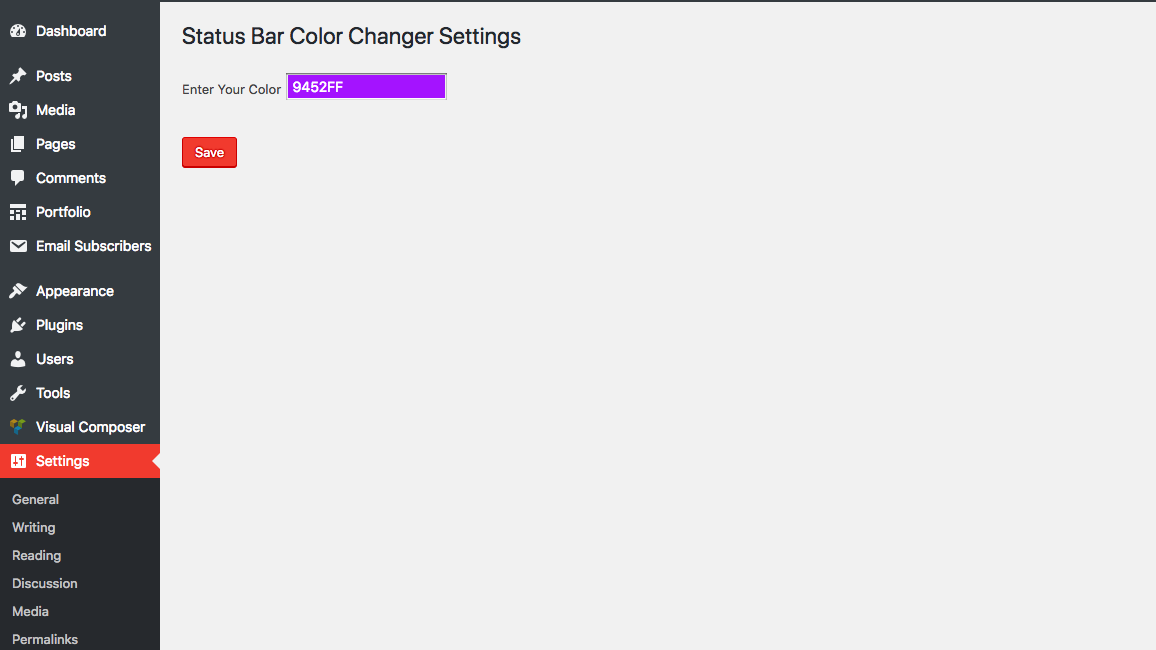 Dashboard
Posts
Media
Pages
Comments
Portfolio
Email Subscribers
Appearance
Plugins
Users
Tools
Visual Composer
Settings
General
Writing
Reading
Discussion
Media
Permalinks
Status Bar Color Changer Settings
Enter Your Color 9452FF
Save